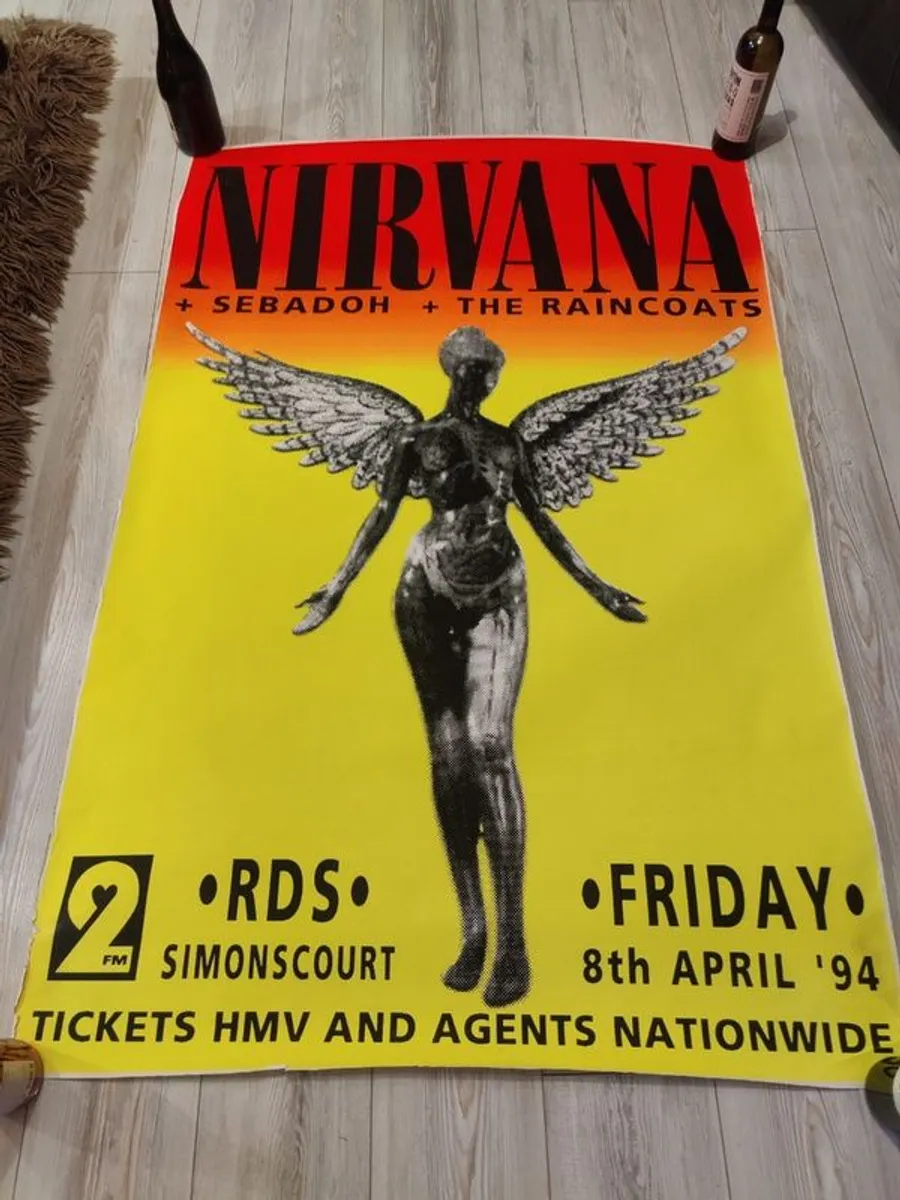 NIRVANA
+ SEBADOH + THE RAINCOATS
2
FM
•RDS•
SIMONSCOURT
•FRIDAY•
8th APRIL '94
TICKETS HMV AND AGENTS NATIONWIDE